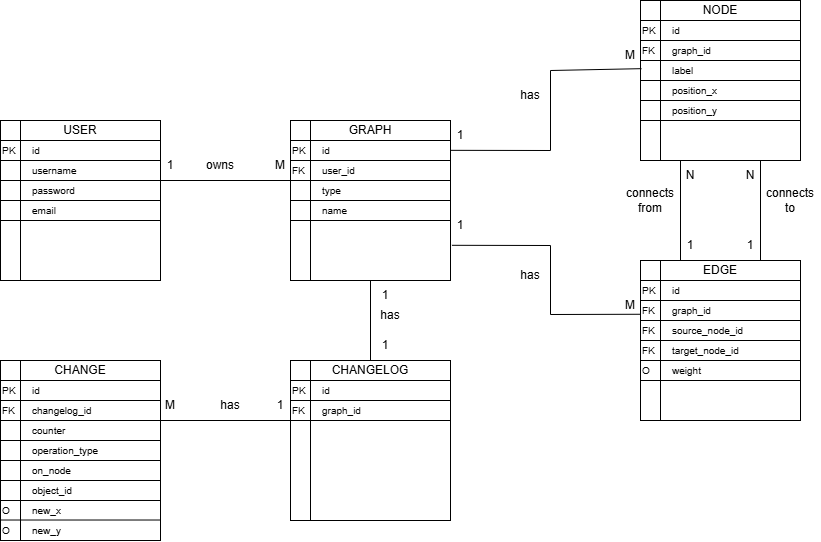 USER
PK id
username
password
email
1 owns M
GRAPH
PK id
FK user_id
type
name
1
has
M
NODE
PK id
FK graph_id
label
position_x
position_y
N
N
connects
from
connects
to
1
1
1
has
M
EDGE
PK id
FK graph_id
FK source_node_id
FK target_node_id
O weight
1
has
1
CHANGELOG
PK id
FK graph_id
M has 1
CHANGE
PK id
FK changelog_id
counter
operation_type
on_node
object_id
O new_x
O new_y